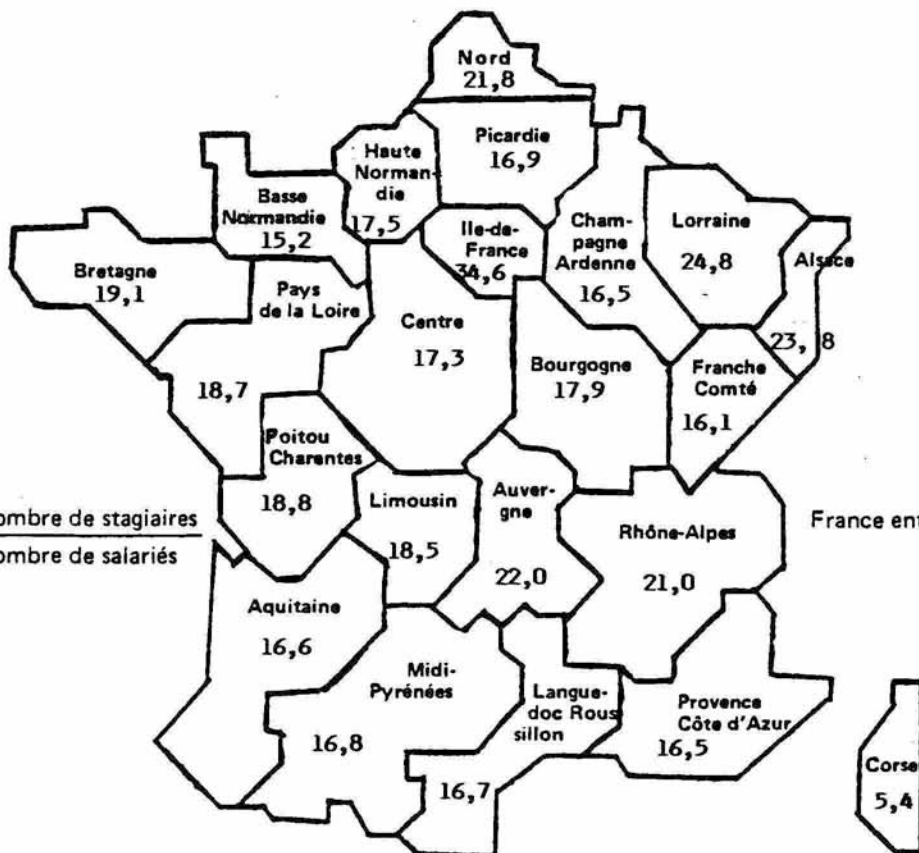 Nord
21,8
Picardie
16,9
Haute
Norman-
die
17,5
Basse
Normandie
15,2
Ile-de-
France
34,6
Cham-
pagne
Ardenne
16,5
Lorraine
24,8
Alsace
23,8
Bretagne
19,1
Pays
de la Loire
18,7
Centre
17,3
Bourgogne
17,9
Franche
Comté
16,1
Poitou
Charentes
18,8
Limousin
18,5
Auver-
gne
22,0
Rhône-Alpes
21,0
ombre de stagiaires
ombre de salariés
France ent
Aquitaine
16,6
Midi-
Pyrénées
16,8
Langue-
doc Rous
sillon
16,7
Provence
Côte d'Azur
16,5
Corse
5,4